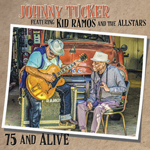 JOHNNY TUCKER
FEATURING KID RAMOS AND THE ALLSTARS
75 AND ALIVE